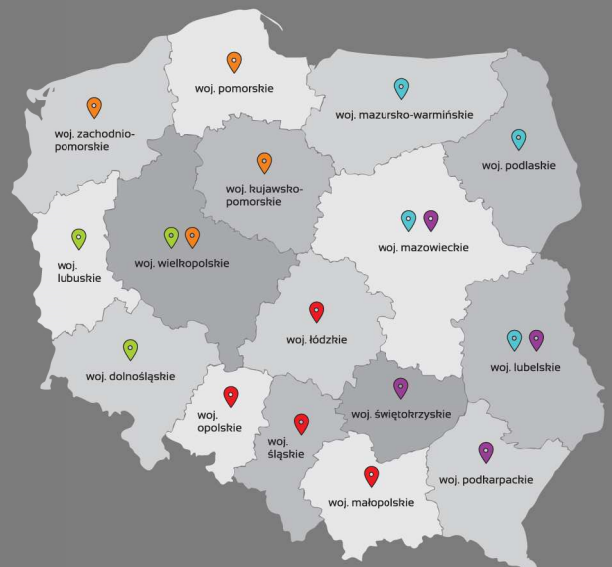 woj. pomorskie
woj. mazursko-warmińskie
woj. zachodnio-
pomorskie
woj. podlaskie
woj. kujawsko-
pomorskie
woj. mazowieckie
woj. wielkopolskie
woj.
lubuskie
woj. łódzkie
woj. lubelskie
woj. dolnośląskie
woj.
opolskie
woj. świętokrzyskie
woj.
śląskie
woj. podkarpackie
woj. małopolskie